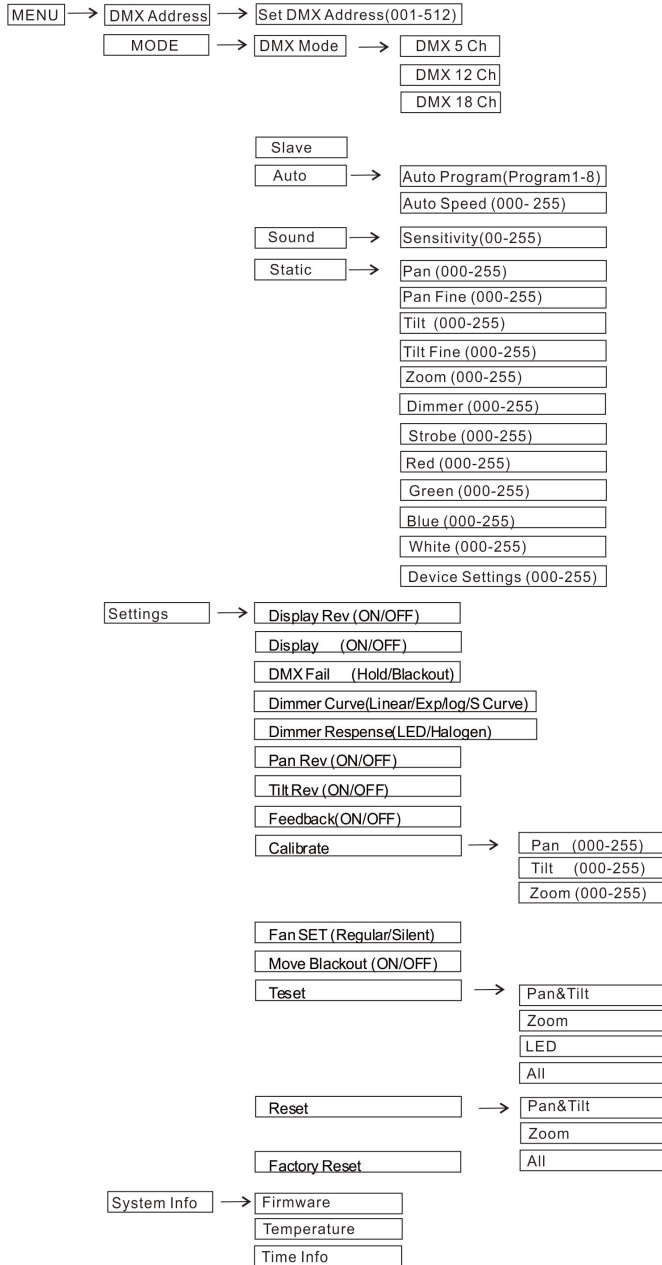 MENU DMX Address Set DMX Address(001-512)
MODE DMX Mode DMX 5 Ch
DMX 12 Ch
DMX 18 Ch
Slave
Auto Auto Program(Program1-8)
Auto Speed (000- 255)
Sound Sensitivity(00-255)
Static Pan (000-255)
Pan Fine (000-255)
Tilt (000-255)
Tilt Fine (000-255)
Zoom (000-255)
Dimmer (000-255)
Strobe (000-255)
Red (000-255)
Green (000-255)
Blue (000-255)
White (000-255)
Device Settings (000-255)
Settings Display Rev (ON/OFF)
Display (ON/OFF)
DMX Fail (Hold/Blackout)
Dimmer Curve(Linear/Exp/log/S Curve)
Dimmer Respense(LED/Halogen)
Pan Rev (ON/OFF)
Tilt Rev (ON/OFF)
Feedback(ON/OFF)
Calibrate Pan (000-255)
Tilt (000-255)
Zoom (000-255)
Fan SET (Regular/Silent)
Move Blackout (ON/OFF)
Teset Pan&Tilt
Zoom
LED
All
Reset Pan&Tilt
Zoom
Factory Reset All
System Info Firmware
Temperature
Time Info